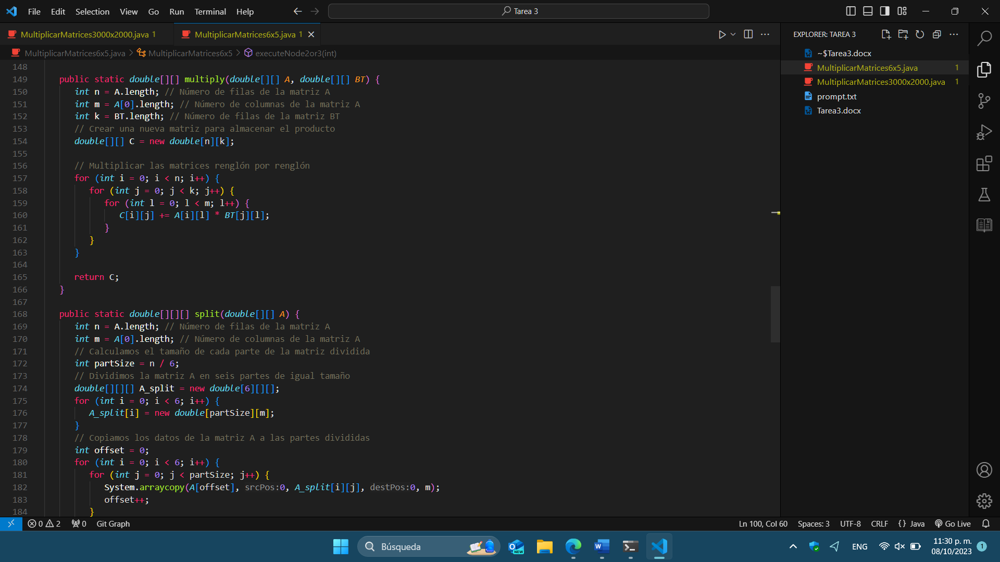 File Edit Selection View Go Run Terminal Help
Tarea 3
MultiplicarMatrices3000x2000.java 1
MultiplicarMatrices6x5.java 1
MultiplicarMatrices6x5.java > MultiplicarMatrices6x5 > executeNode2or3(int)
148
149 public static double[][] multiply(double[][] A, double[][] BT) {
150 int n = A.length; // Número de filas de la matriz A
151 int m = A[0].length; // Número de columnas de la matriz A
152 int k = BT.length; // Número de filas de la matriz BT
153 // Crear una nueva matriz para almacenar el producto
154 double[][] C = new double[n][k];
155
156 // Multiplicar las matrices renglón por renglón
157 for (int i = 0; i < n; i++) {
158 for (int j = 0; j < k; j++) {
159 for (int l = 0; l < m; l++) {
160 C[i][j] += A[i][l] * BT[j][l];
161 }
162 }
163 }
164
165 return C;
166 }
167
168 public static double[][][] split(double[][] A) {
169 int n = A.length; // Número de filas de la matriz A
170 int m = A[0].length; // Número de columnas de la matriz A
171 // Calculamos el tamaño de cada parte de la matriz dividida
172 int partSize = n / 6;
173 // Dividimos la matriz A en seis partes de igual tamaño
174 double[][][] A_split = new double[6][][];
175 for (int i = 0; i < 6; i++) {
176 A_split[i] = new double[partSize][m];
177 }
178 // Copiamos los datos de la matriz A a las partes divididas
179 int offset = 0;
180 for (int i = 0; i < 6; i++) {
181 for (int j = 0; j < partSize; j++) {
182 System.arraycopy(A[offset], srcPos:0, A_split[i][j], destPos:0, m);
183 offset++;
184 }
EXPLORER: TAREA 3
~$Tarea3.docx
MultiplicarMatrices6x5.java 1
MultiplicarMatrices3000x2000.java 1
prompt.txt
Tarea3.docx
0 2 0 Git Graph
Ln 100, Col 60 Spaces: 3 UTF-8 CRLF {} Java Go Live
Búsqueda
NEW
ENG
11:30 p. m.
08/10/2023
1